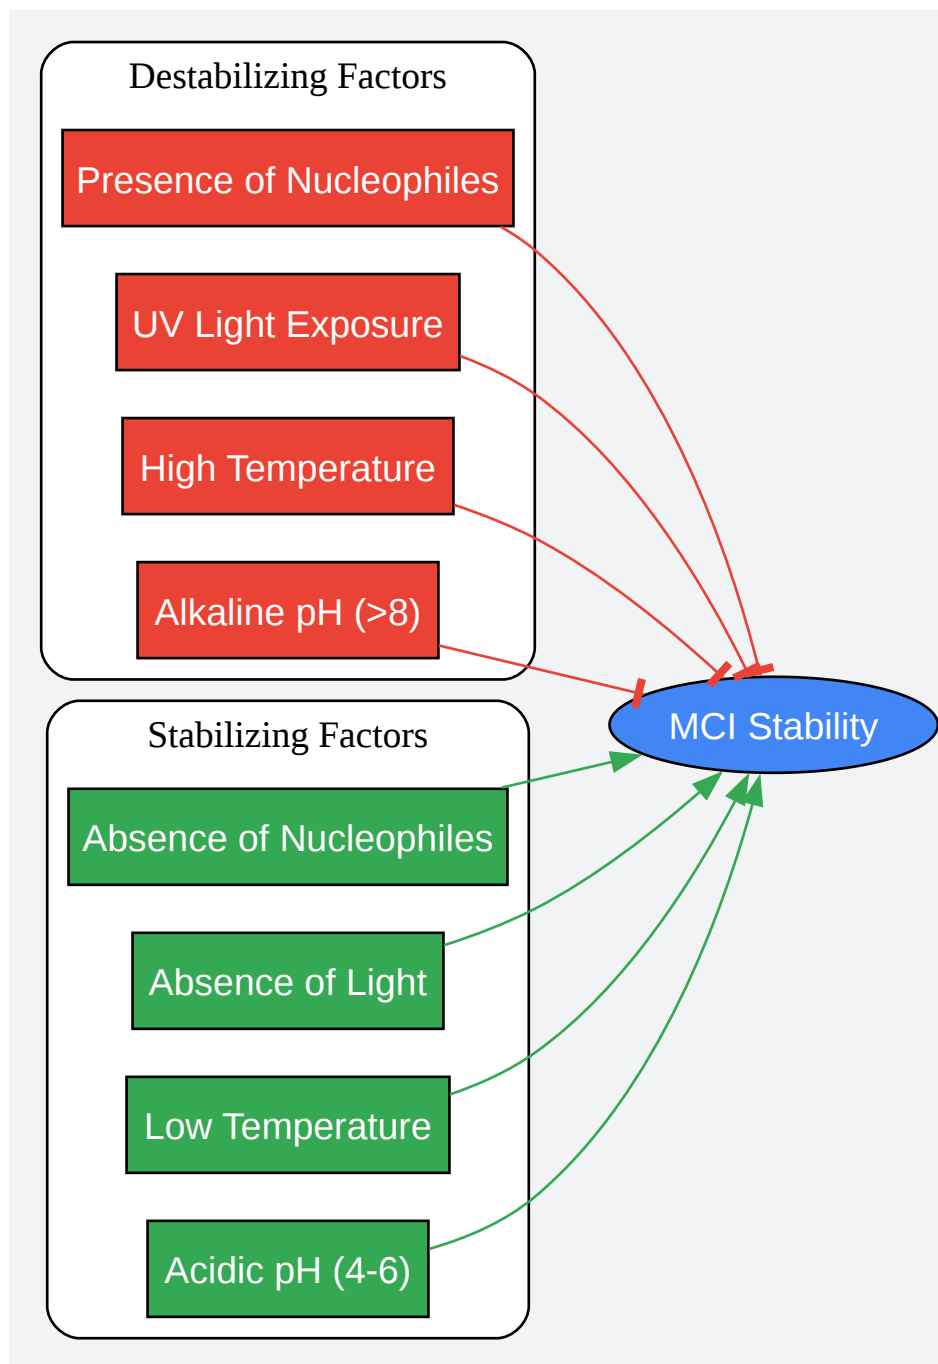 Destabilizing Factors
Presence of Nucleophiles
UV Light Exposure
High Temperature
Alkaline pH (>8)
MCI Stability
Stabilizing Factors
Absence of Nucleophiles
Absence of Light
Low Temperature
Acidic pH (4-6)